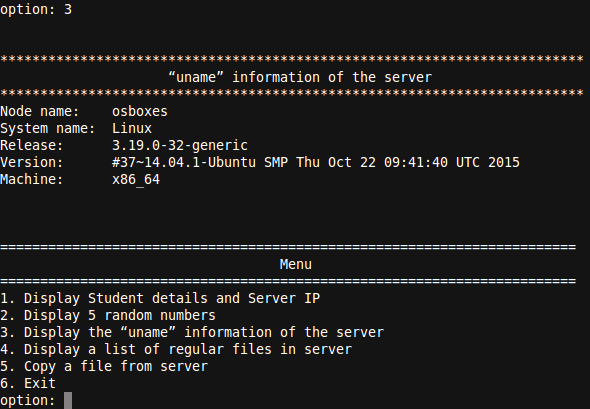 option: 3
*************************************************************************
“uname” information of the server
*************************************************************************
Node name: osboxes
System name: Linux
Release: 3.19.0-32-generic
Version: #37~14.04.1-Ubuntu SMP Thu Oct 22 09:41:40 UTC 2015
Machine: x86_64
========================================================================
Menu
========================================================================
1. Display Student details and Server IP
2. Display 5 random numbers
3. Display the “uname” information of the server
4. Display a list of regular files in server
5. Copy a file from server
6. Exit
option: